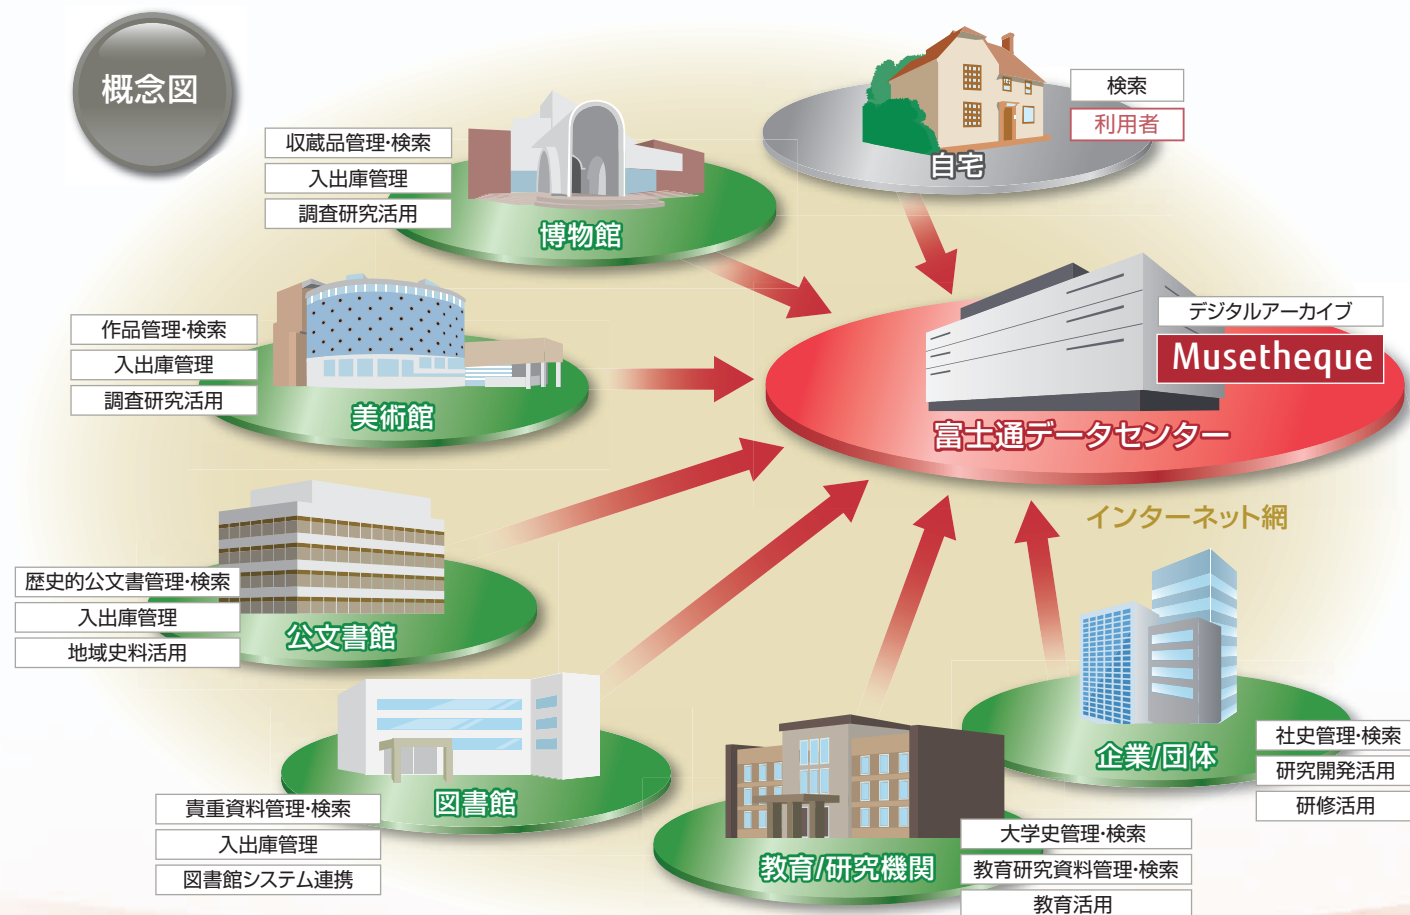 概念図
検索
利用者
自宅
収蔵品管理・検索
入出庫管理
調査研究活用
博物館
デジタルアーカイブ
Musetheque
富士通データセンター
作品管理・検索
入出庫管理
調査研究活用
美術館
インターネット網
歴史的公文書管理・検索
入出庫管理
地域史料活用
公文書館
社史管理・検索
研究開発活用
研修活用
企業/団体
貴重資料管理・検索
入出庫管理
図書館システム連携
図書館
大学史管理・検索
教育研究資料管理・検索
教育活用
教育/研究機関